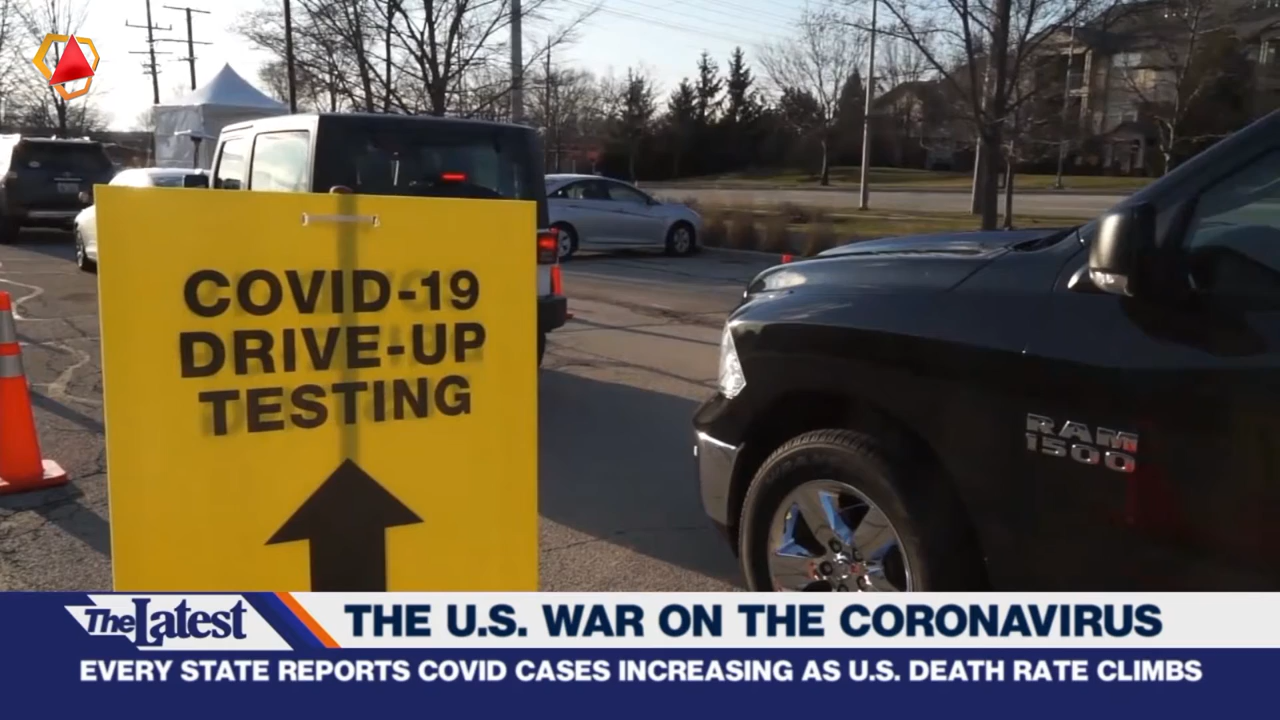 COVID-19
DRIVE-UP
TESTING
RAM
1500
The Latest
THE U.S. WAR ON THE CORONAVIRUS
EVERY STATE REPORTS COVID CASES INCREASING AS U.S. DEATH RATE CLIMBS